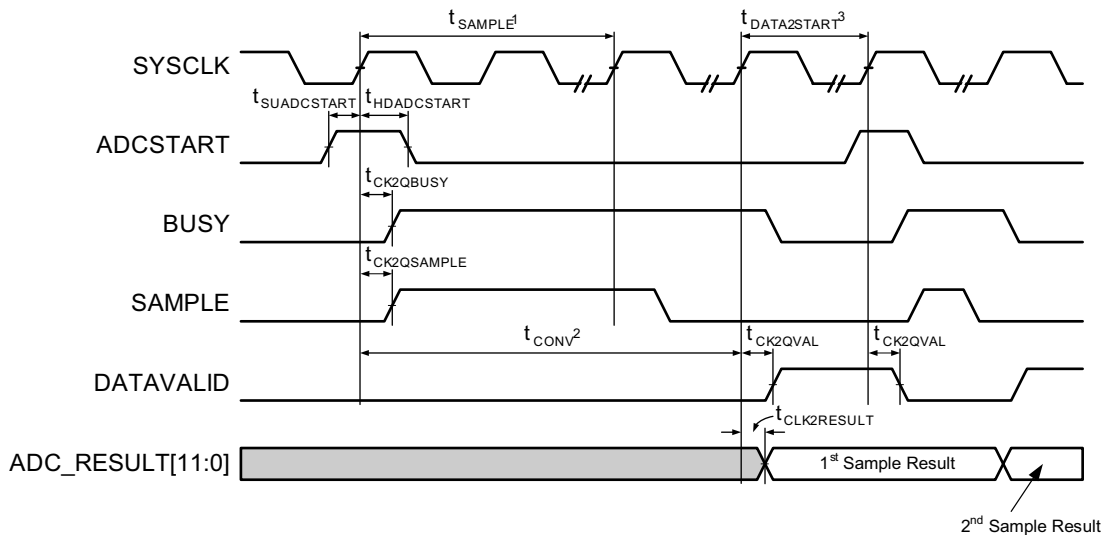 tSAMPLE1
tDATA2START3
SYSCLK
tSUADCSTART
tHDADCSTART
ADCSTART
tCK2QBUSY
BUSY
tCK2QSAMPLE
SAMPLE
tCONV2
tCK2QVAL
tCK2QVAL
DATAVALID
tCLK2RESULT
ADC_RESULT[11:0]
1st Sample Result
2nd Sample Result